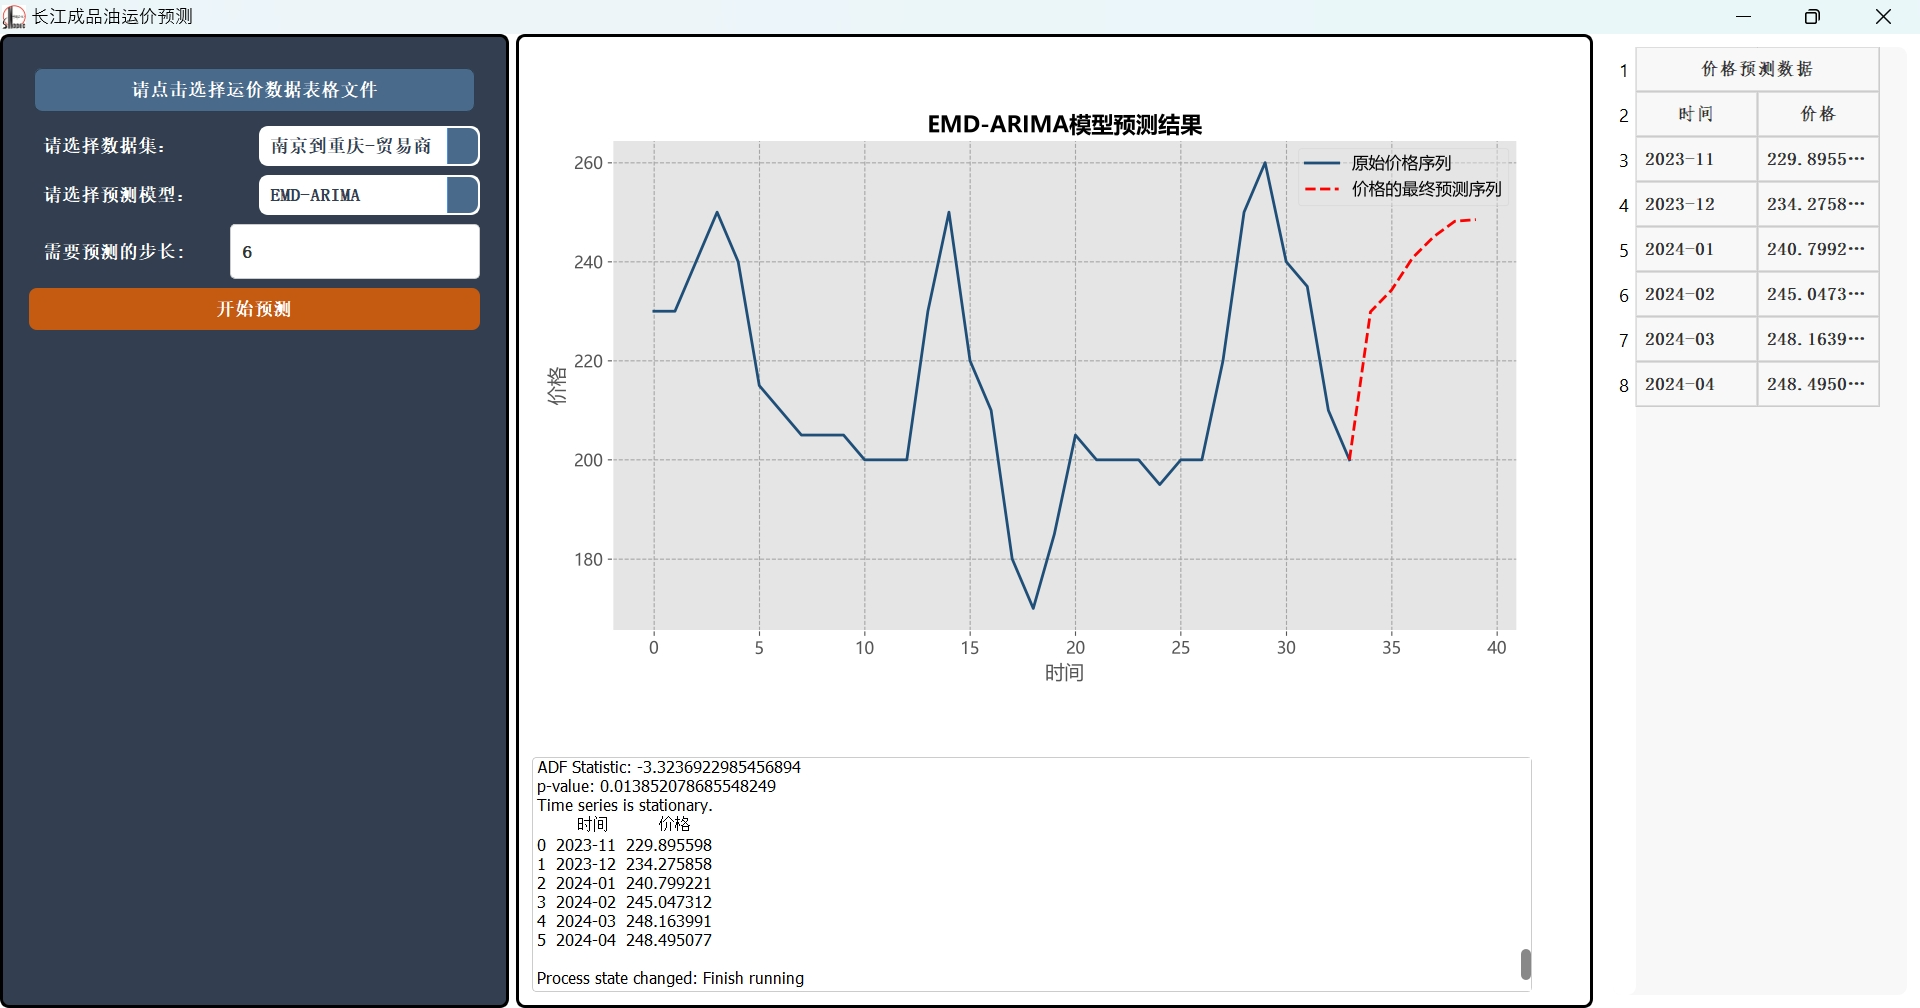 长江成品油运价预测
请点击选择运价数据表格文件
请选择数据集:
南京到重庆-贸易商
请选择预测模型:
EMD-ARIMA
需要预测的步长:
6
开始预测
EMD-ARIMA模型预测结果
原始价格序列
价格的最终预测序列
260
240
220
200
180
价格
0 5 10 15 20 25 30 35 40
时间
ADF Statistic: -3.3236922985456894
p-value: 0.013852078685548249
Time series is stationary.
时间 价格
0 2023-11 229.895598
1 2023-12 234.275858
2 2024-01 240.799221
3 2024-02 245.047312
4 2024-03 248.163991
5 2024-04 248.495077
Process state changed: Finish running
1 价格预测数据
2 时间 价格
3 2023-11 229.8955…
4 2023-12 234.2758…
5 2024-01 240.7992…
6 2024-02 245.0473…
7 2024-03 248.1639…
8 2024-04 248.4950…